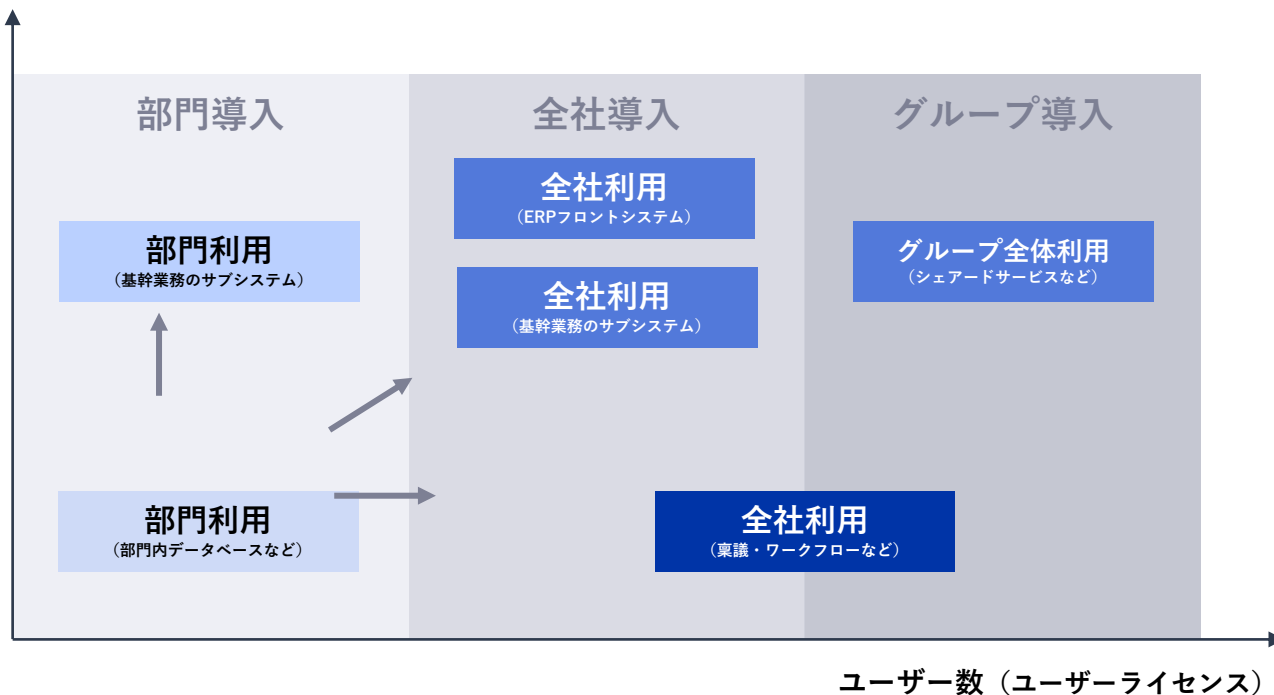 部門導入
全社導入
グループ導入
全社利用
（ERPフロントシステム）
部門利用
（基幹業務のサブシステム）
グループ全体利用
（シェアードサービスなど）
全社利用
（基幹業務のサブシステム）
部門利用
（部門内データベースなど）
全社利用
（稟議・ワークフローなど）
ユーザー数（ユーザーライセンス）